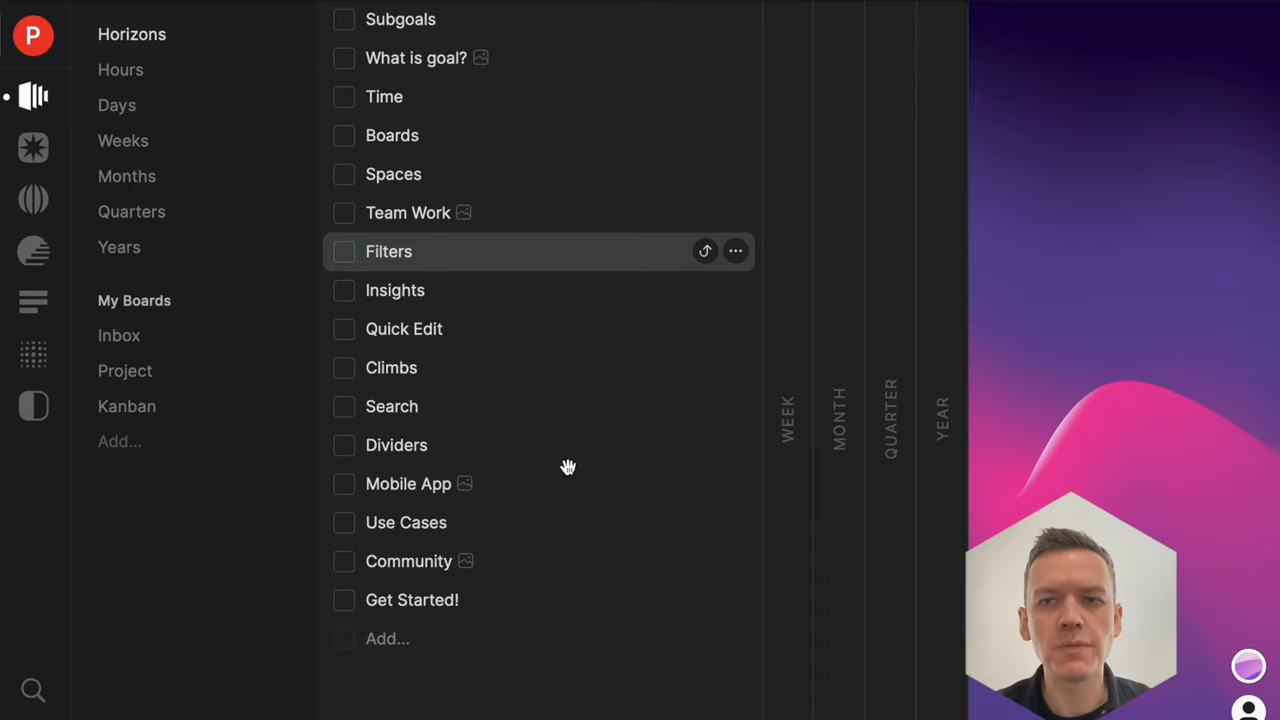 P
Horizons
Hours
Days
Weeks
Months
Quarters
Years
My Boards
Inbox
Project
Kanban
Add...
Subgoals
What is goal?
Time
Boards
Spaces
Team Work
Filters
Insights
Quick Edit
Climbs
Search
Dividers
Mobile App
Use Cases
Community
Get Started!
Add...
WEEK
MONTH
QUARTER
YEAR